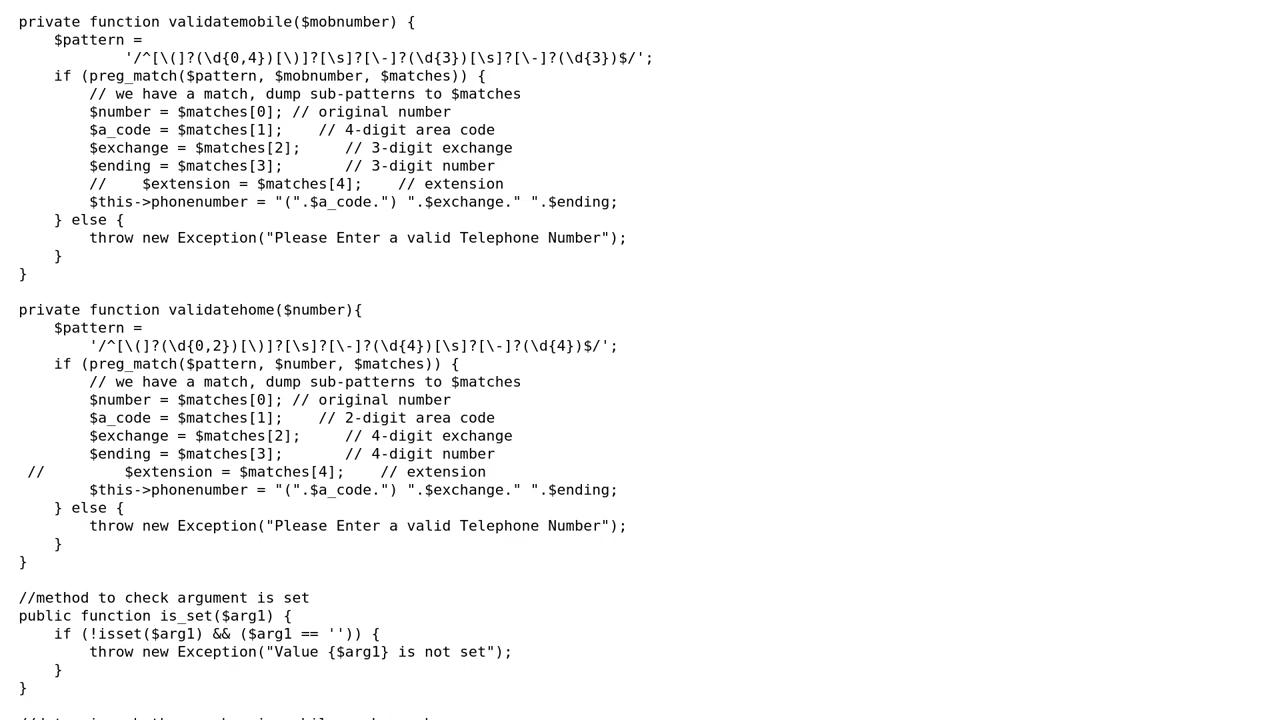 private function validatemobile($mobnumber) {
    $pattern =
            '/^[\(]?(\d{0,4})[\)]?[\s]?[\-]?(\d{3})[\s]?[\-]?(\d{3})$/';
    if (preg_match($pattern, $mobnumber, $matches)) {
        // we have a match, dump sub-patterns to $matches
        $number = $matches[0]; // original number
        $a_code = $matches[1];    // 4-digit area code
        $exchange = $matches[2];     // 3-digit exchange
        $ending = $matches[3];       // 3-digit number
        //    $extension = $matches[4];    // extension
        $this->phonenumber = "(".$a_code.") ".$exchange." ".$ending;
    } else {
        throw new Exception("Please Enter a valid Telephone Number");
    }
}

private function validatehome($number){
    $pattern =
        '/^[\(]?(\d{0,2})[\)]?[\s]?[\-]?(\d{4})[\s]?[\-]?(\d{4})$/';
    if (preg_match($pattern, $number, $matches)) {
        // we have a match, dump sub-patterns to $matches
        $number = $matches[0]; // original number
        $a_code = $matches[1];    // 2-digit area code
        $exchange = $matches[2];     // 4-digit exchange
        $ending = $matches[3];       // 4-digit number
 //         $extension = $matches[4];    // extension
        $this->phonenumber = "(".$a_code.") ".$exchange." ".$ending;
    } else {
        throw new Exception("Please Enter a valid Telephone Number");
    }
}

//method to check argument is set
public function is_set($arg1) {
    if (!isset($arg1) && ($arg1 == '')) {
        throw new Exception("Value {$arg1} is not set");
    }
}